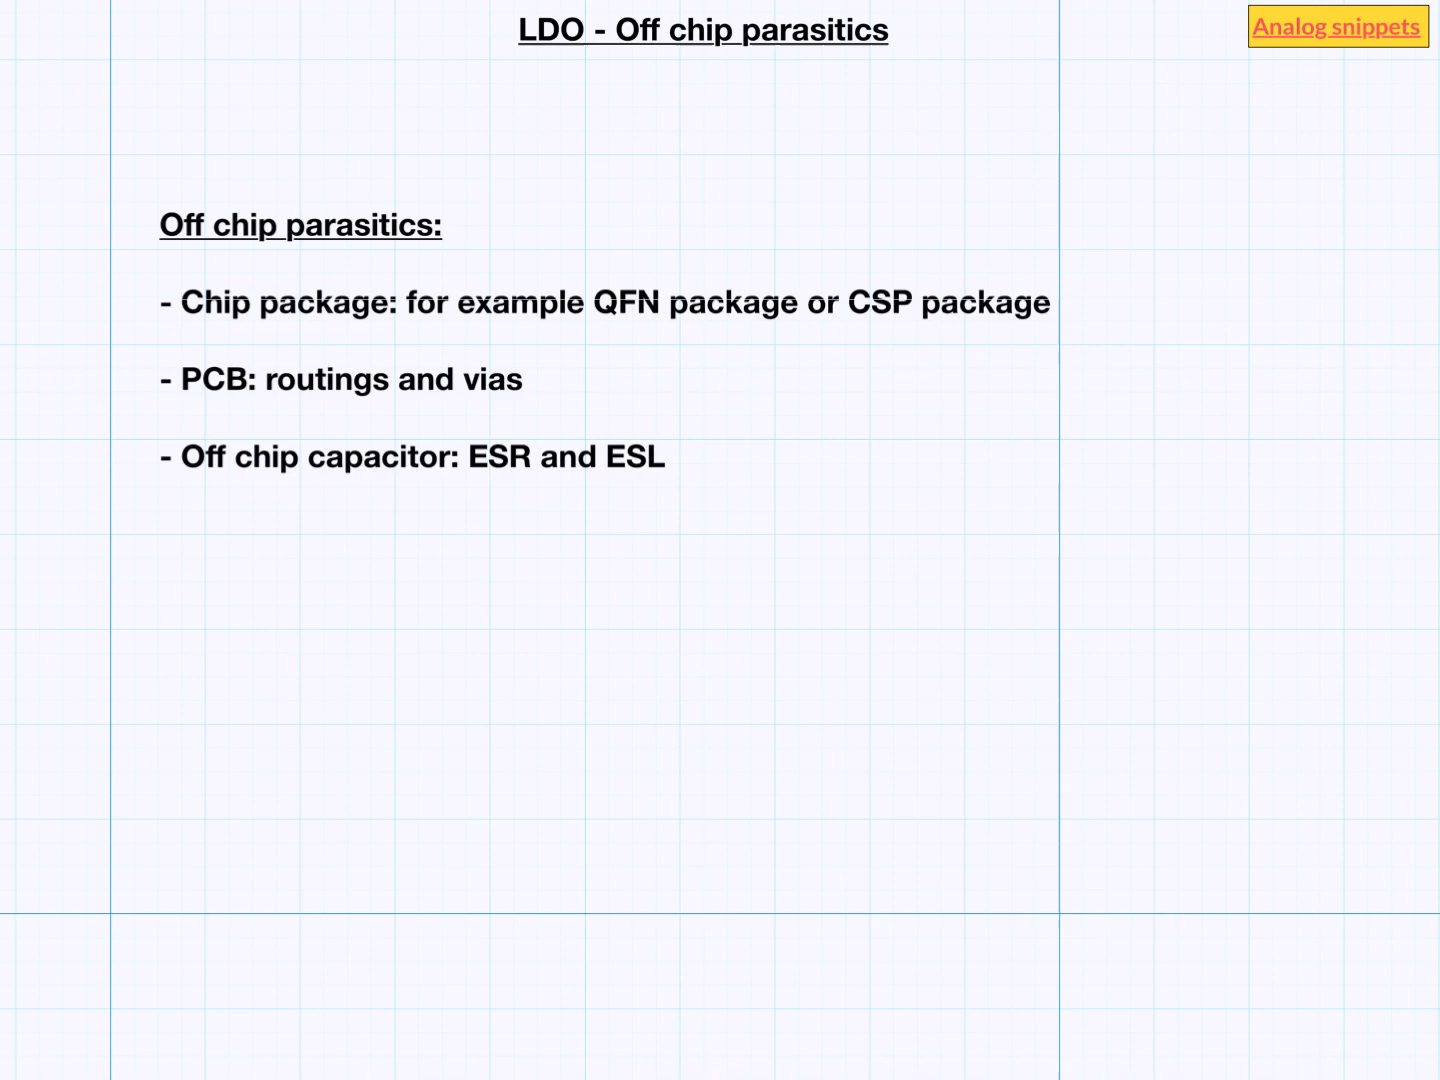 LDO - Off chip parasitics
Analog snippets
Off chip parasitics:
- Chip package: for example QFN package or CSP package
- PCB: routings and vias
- Off chip capacitor: ESR and ESL